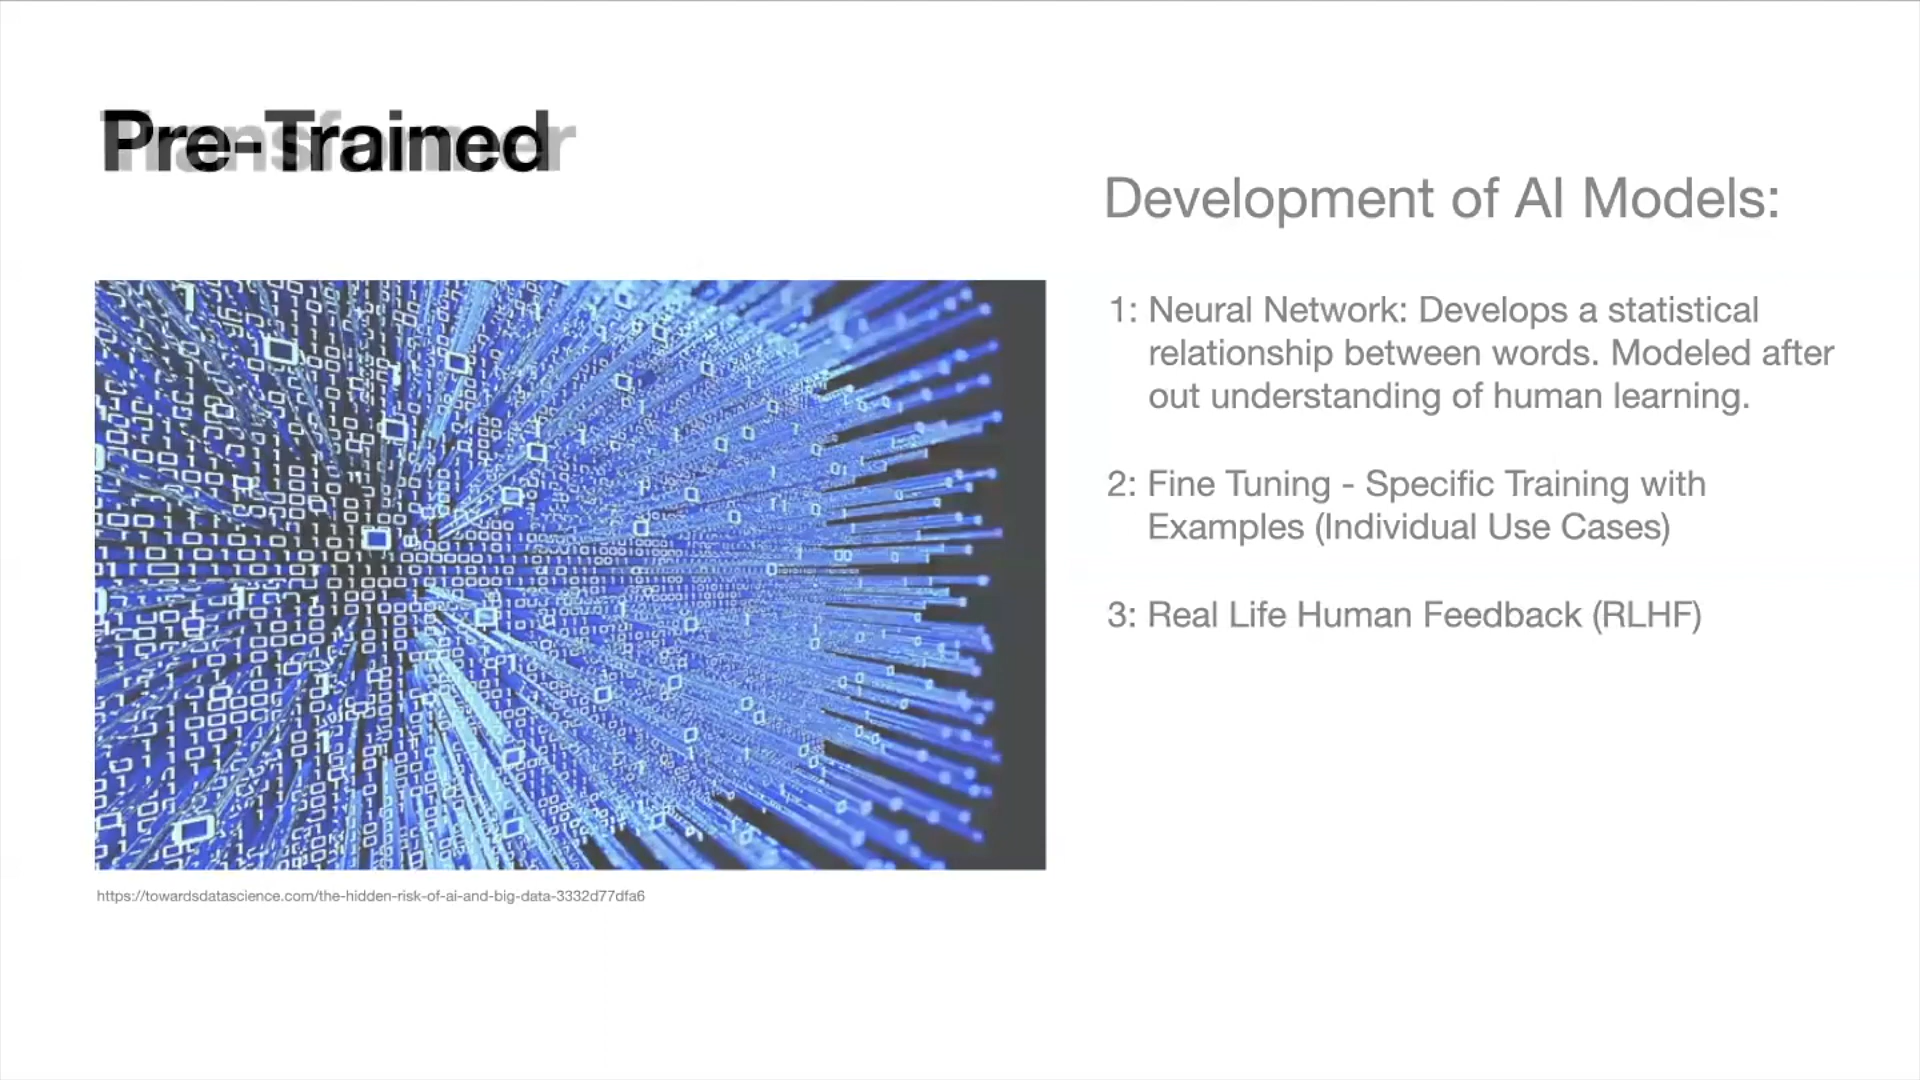 Pre-Trained
Transformer
Development of AI Models:
1: Neural Network: Develops a statistical
relationship between words. Modeled after
out understanding of human learning.
2: Fine Tuning - Specific Training with
Examples (Individual Use Cases)
3: Real Life Human Feedback (RLHF)
https://towardsdatascience.com/the-hidden-risk-of-ai-and-big-data-3332d77dfa6